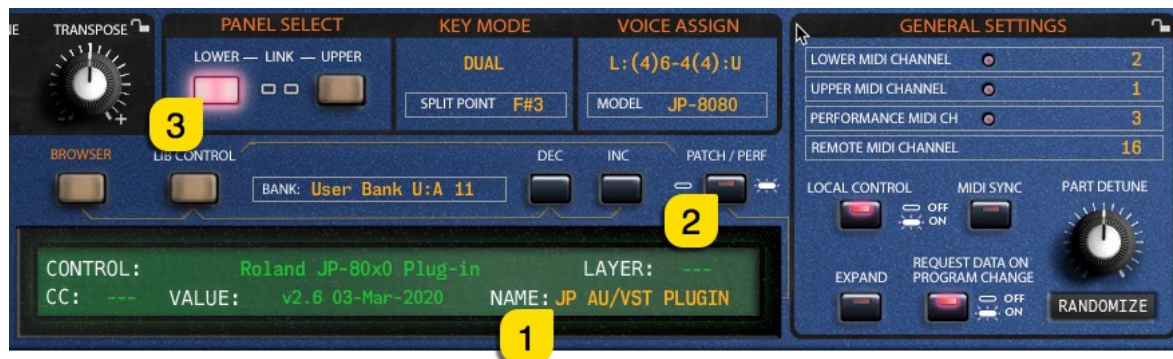 NE TRANSPOSE
PANEL SELECT
LOWER — LINK — UPPER
3
KEY MODE
DUAL
SPLIT POINT F#3
VOICE ASSIGN
L:(4)6-4(4):U
MODEL JP-8080
BROWSER
LIB CONTROL
BANK: User Bank U:A 11
DEC
INC
PATCH / PERF
2
CONTROL: Roland JP-80x0 Plug-in LAYER: ---
CC: --- VALUE: v2.6 03-Mar-2020 NAME: JP AU/VST PLUGIN
1
GENERAL SETTINGS
LOWER MIDI CHANNEL 2
UPPER MIDI CHANNEL 1
PERFORMANCE MIDI CH 3
REMOTE MIDI CHANNEL 16
LOCAL CONTROL
OFF
ON
MIDI SYNC
PART DETUNE
EXPAND
REQUEST DATA ON
PROGRAM CHANGE
OFF
ON
RANDOMIZE